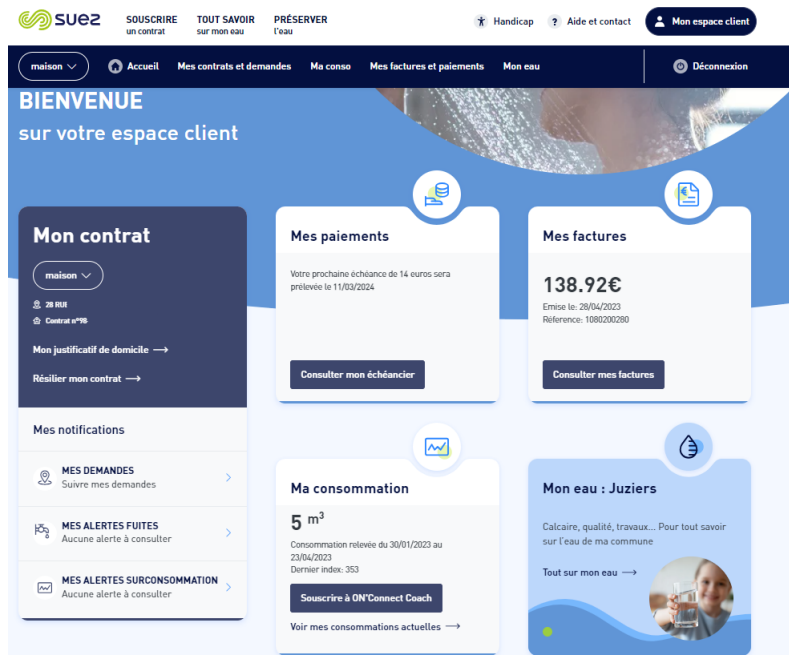 suez
SOUSCRIRE
un contrat
TOUT SAVOIR
sur mon eau
PRÉSERVER
l'eau
Handicap
? Aide et contact
Mon espace client
maison
Accueil
Mes contrats et demandes
Ma conso
Mes factures et paiements
Mon eau
Déconnexion
BIENVENUE
sur votre espace client
Mon contrat
maison
28 RUE
Contrat n°98
Mon justificatif de domicile →
Résilier mon contrat →
Mes notifications
MES DEMANDES
Suivre mes demandes
MES ALERTES FUITES
Aucune alerte à consulter
MES ALERTES SURCONSOMMATION
Aucune alerte à consulter
Mes paiements
Votre prochaine échéance de 14 euros sera
prélevée le 11/03/2024
Consulter mon échéancier
Mes factures
138.92€
Emise le: 28/04/2023
Réference: 1080200280
Consulter mes factures
Ma consommation
5 m³
Consommation relevée du 30/01/2023 au
23/04/2023
Dernier index: 353
Souscrire à ON'Connect Coach
Voir mes consommations actuelles →
Mon eau : Juziers
Calcaire, qualité, travaux... Pour tout savoir
sur l'eau de ma commune
Tout sur mon eau →